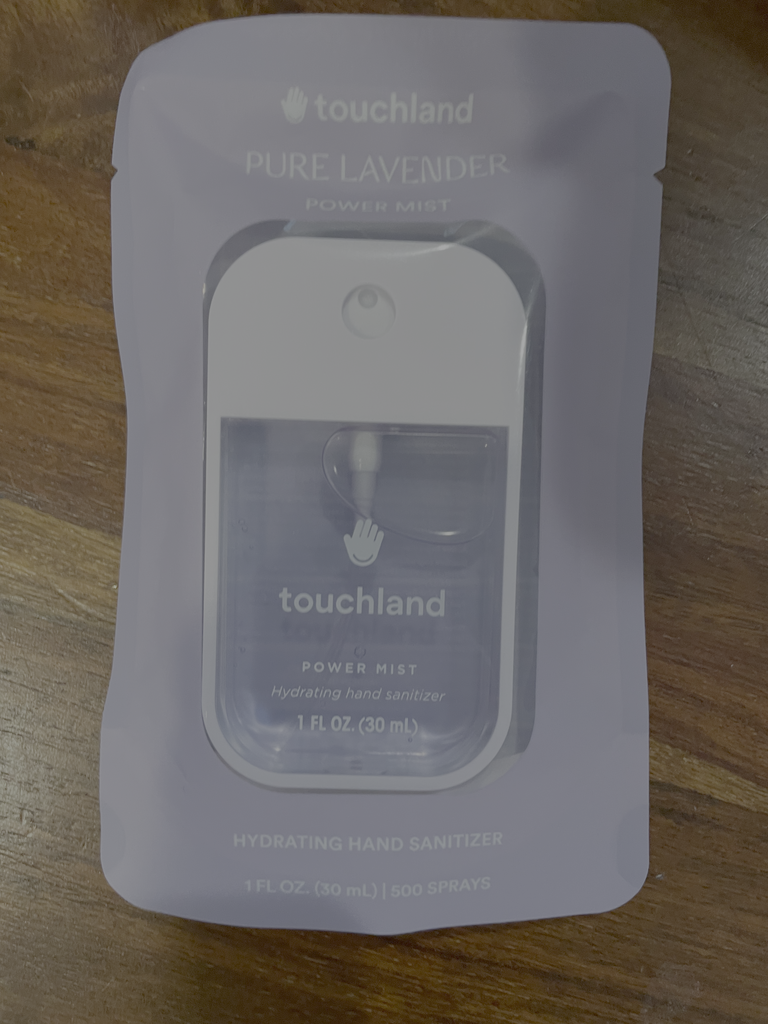 touchland
PURE LAVENDER
POWER MIST
touchland
POWER MIST
Hydrating hand sanitizer
1 FL OZ. (30 mL)
HYDRATING HAND SANITIZER
1 FL OZ. (30 mL) | 500 SPRAYS